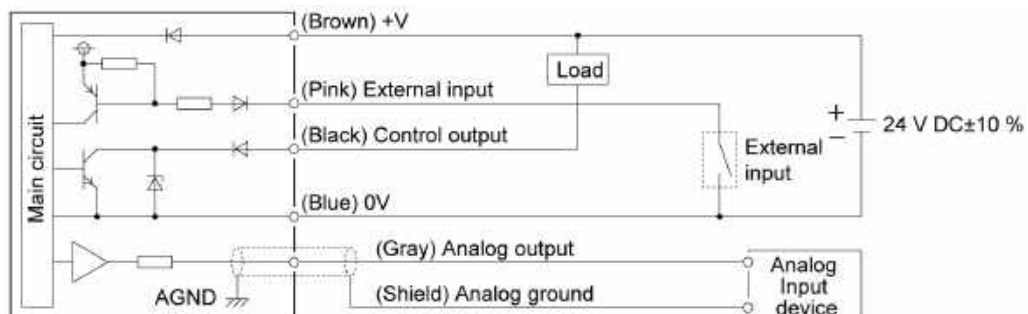 (Brown) +V
Load
(Pink) External input
+
−
24 V DC±10 %
(Black) Control output
External
input
Main circuit
(Blue) 0V
(Gray) Analog output
Analog
Input
device
AGND
(Shield) Analog ground